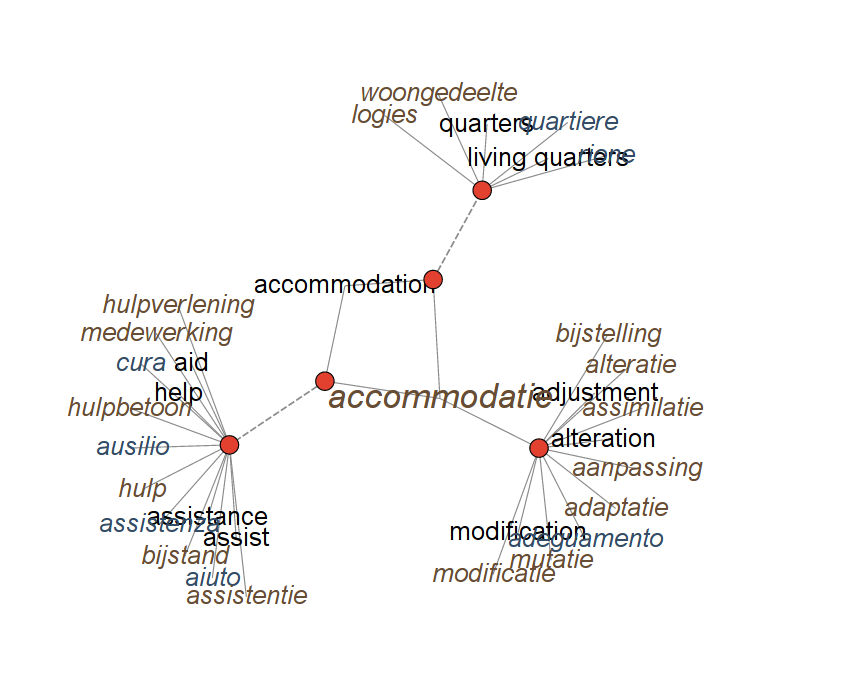 woongedeelte
logies
quarters
quartiere
living quarters
rione
accommodation
hulpverlening
medewerking
cura
aid
help
hulpbetoon
ausilio
hulp
assistance
assistenza
assist
bijstand
aiuto
assistentie
accommodatie
bijstelling
alteratie
adjustment
assimilatie
alteration
aanpassing
adaptatie
modification
adeguamento
mutatie
modificatie